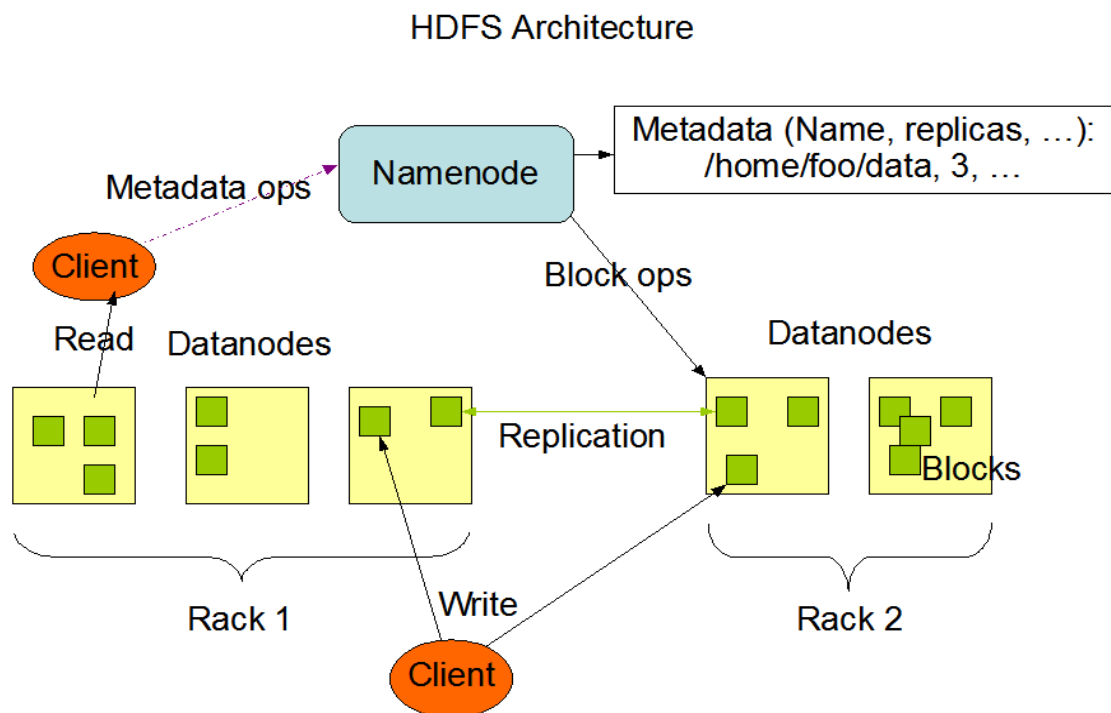 HDFS Architecture
Metadata (Name, replicas, …):
/home/foo/data, 3, …
Namenode
Metadata ops
Client
Block ops
Read
Datanodes
Datanodes
Replication
Blocks
Rack 1
Write
Rack 2
Client